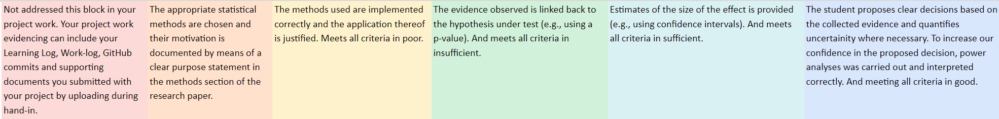 Not addressed this block in your
project work. Your project work
evidencing can include your
Learning Log, Work-log, GitHub
commits and supporting
documents you submitted with
your project by uploading during
hand-in.
The appropriate statistical
methods are chosen and
their motivation is
documented by means of a
clear purpose statement in
the methods section of the
research paper.
The methods used are implemented
correctly and the application thereof
is justified. Meets all criteria in poor.
The evidence observed is linked back to
the hypothesis under test (e.g., using a
p-value). And meets all criteria in
insufficient.
Estimates of the size of the effect is provided
(e.g., using confidence intervals). And meets
all criteria in sufficient.
The student proposes clear decisions based on
the collected evidence and quantifies
uncertainity where necessary. To increase our
confidence in the proposed decision, power
analyses was carried out and interpreted
correctly. And meeting all criteria in good.